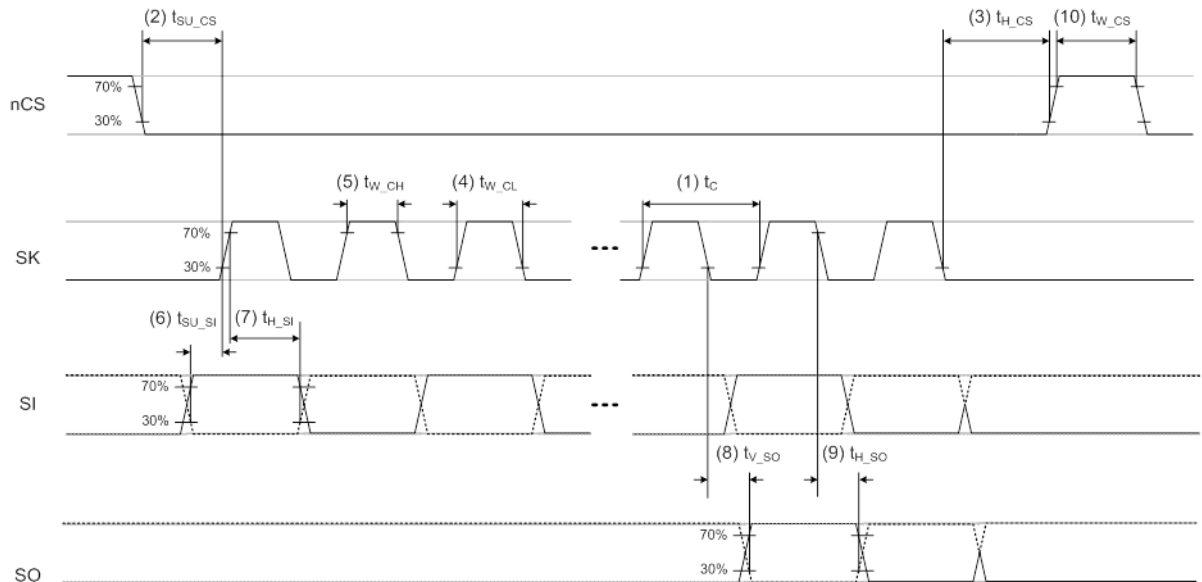 (2) tSU_CS
(3) tH_CS
(10) tW_CS
nCS
70%
30%
(5) tW_CH
(4) tW_CL
(1) tC
SK
70%
30%
...
(6) tSU_SI
(7) tH_SI
SI
70%
30%
...
(8) tV_SO
(9) tH_SO
SO
70%
30%